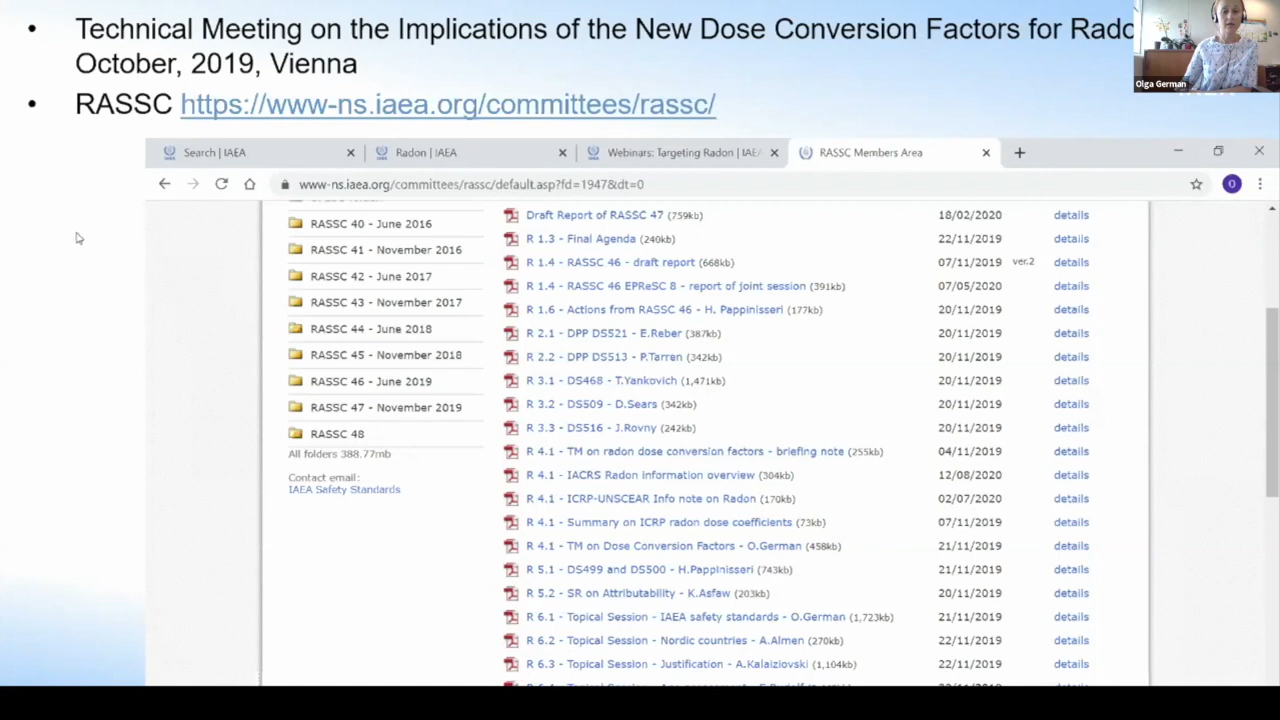 • Technical Meeting on the Implications of the New Dose Conversion Factors for Rado
October, 2019, Vienna
• RASSC https://www-ns.iaea.org/committees/rassc/
Olga German
Search | IAEA
Radon | IAEA
Webinars: Targeting Radon | IAE
RASSC Members Area
www-ns.iaea.org/committees/rassc/default.asp?fd=1947&dt=0
O
RASSC 40 - June 2016
RASSC 41 - November 2016
RASSC 42 - June 2017
RASSC 43 - November 2017
RASSC 44 - June 2018
RASSC 45 - November 2018
RASSC 46 - June 2019
RASSC 47 - November 2019
RASSC 48
All folders 388.77mb
Contact email:
IAEA Safety Standards
Draft Report of RASSC 47 (759kb) 18/02/2020 details
R 1.3 - Final Agenda (240kb) 22/11/2019 details
R 1.4 - RASSC 46 - draft report (668kb) 07/11/2019 ver.2 details
R 1.4 - RASSC 46 EPReSC 8 - report of joint session (391kb) 07/05/2020 details
R 1.6 - Actions from RASSC 46 - H. Pappinisseri (177kb) 20/11/2019 details
R 2.1 - DPP DS521 - E.Reber (387kb) 20/11/2019 details
R 2.2 - DPP DS513 - P.Tarren (342kb) 20/11/2019 details
R 3.1 - DS468 - T.Yankovich (1,471kb) 20/11/2019 details
R 3.2 - DS509 - D.Sears (342kb) 20/11/2019 details
R 3.3 - DS516 - J.Rovny (242kb) 20/11/2019 details
R 4.1 - TM on radon dose conversion factors - briefing note (255kb) 04/11/2019 details
R 4.1 - IACRS Radon information overview (304kb) 12/08/2020 details
R 4.1 - ICRP-UNSCEAR Info note on Radon (170kb) 02/07/2020 details
R 4.1 - Summary on ICRP radon dose coefficients (73kb) 07/11/2019 details
R 4.1 - TM on Dose Conversion Factors - O.German (458kb) 21/11/2019 details
R 5.1 - DS499 and DS500 - H.Pappinisseri (743kb) 21/11/2019 details
R 5.2 - SR on Attributability - K.Asfaw (203kb) 20/11/2019 details
R 6.1 - Topical Session - IAEA safety standards - O.German (1,723kb) 21/11/2019 details
R 6.2 - Topical Session - Nordic countries - A.Almen (270kb) 22/11/2019 details
R 6.3 - Topical Session - Justification - A.Kalaiziovski (1,104kb) 22/11/2019 details